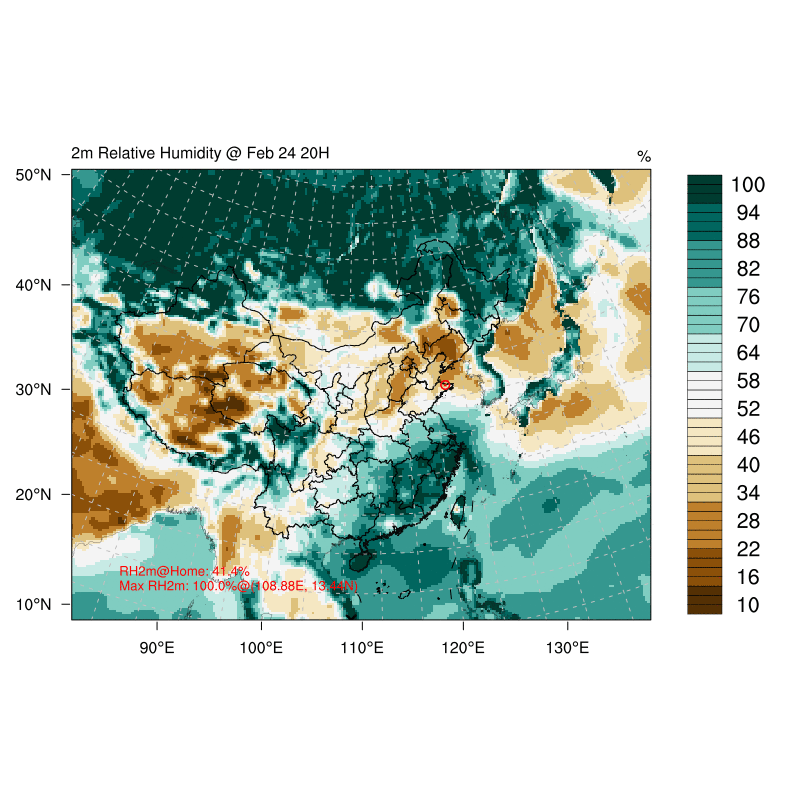 2m Relative Humidity @ Feb 24 20H
%
50°N
40°N
30°N
20°N
10°N
90°E
100°E
110°E
120°E
130°E
100
94
88
82
76
70
64
58
52
46
40
34
28
22
16
10
RH2m@Home: 41.4%
Max RH2m: 100.0%@(108.88E, 13.41N)